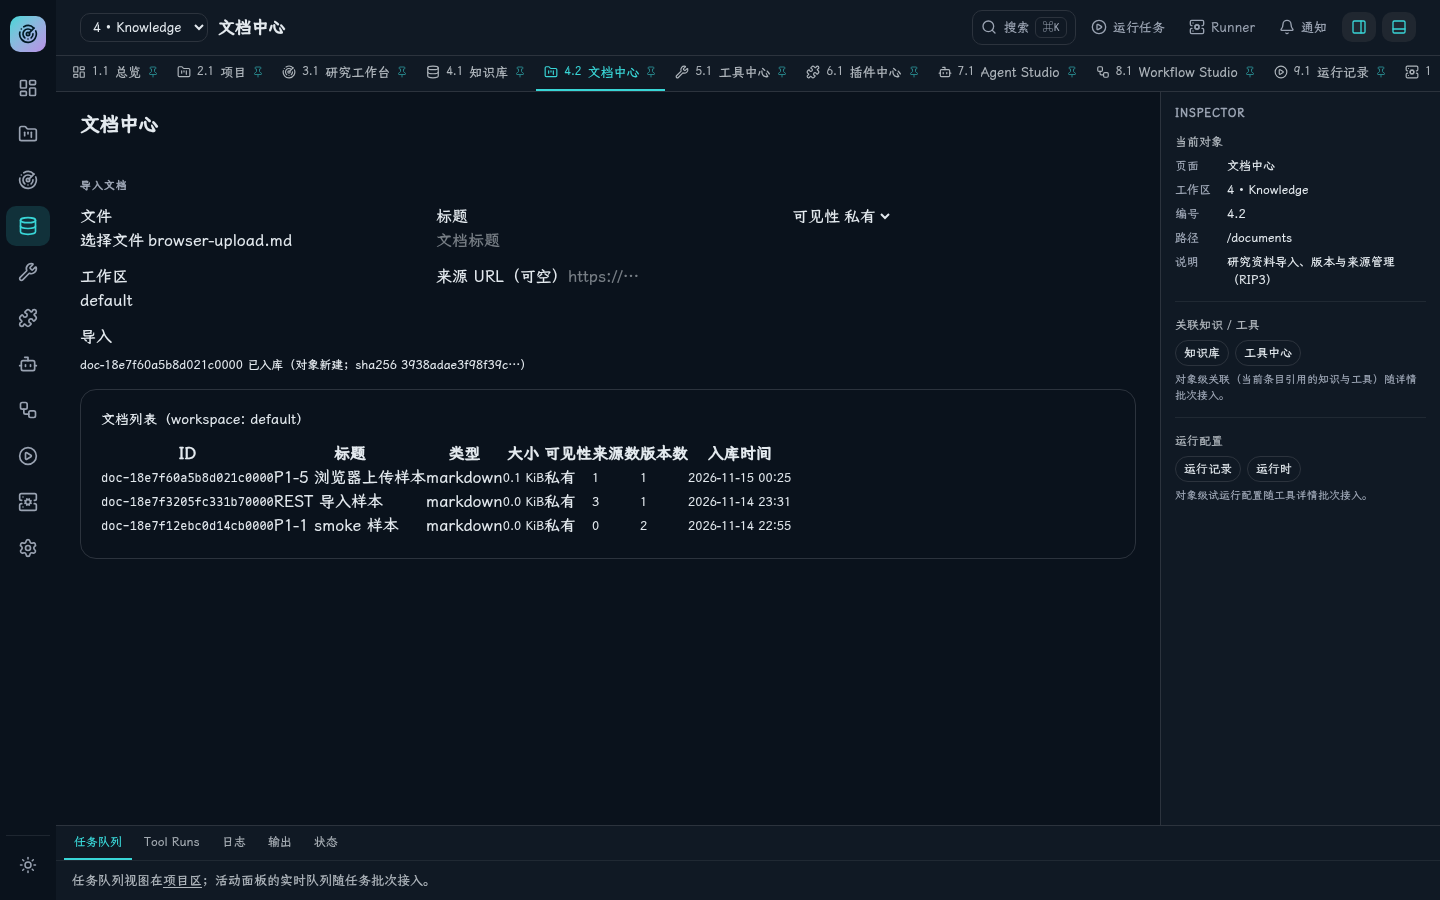 4 • Knowledge 文档中心 搜索 ⌘K 运行任务 Runner 通知
1.1 总览 2.1 项目 3.1 研究工作台 4.1 知识库 4.2 文档中心 5.1 工具中心 6.1 插件中心 7.1 Agent Studio 8.1 Workflow Studio 9.1 运行记录 1
文档中心
导入文档
文件 标题 可见性 私有
选择文件 browser-upload.md 文档标题
工作区 来源 URL（可空） https://…
default
导入
doc-18e7f60a5b8d021c0000 已入库（对象新建；sha256 3938adae3f98f39c…）
文档列表（workspace: default）
ID 标题 类型 大小 可见性 来源数 版本数 入库时间
doc-18e7f60a5b8d021c0000 P1-5 浏览器上传样本 markdown 0.1 KiB 私有 1 1 2026-11-15 00:25
doc-18e7f3205fc331b70000 REST 导入样本 markdown 0.0 KiB 私有 3 1 2026-11-14 23:31
doc-18e7f12ebc0d14cb0000 P1-1 smoke 样本 markdown 0.0 KiB 私有 0 2 2026-11-14 22:55
INSPECTOR
当前对象
页面 文档中心
工作区 4 • Knowledge
编号 4.2
路径 /documents
说明 研究资料导入、版本与来源管理
（RIP3）
关联知识 / 工具
知识库 工具中心
对象级关联（当前条目引用的知识与工具）随详情
批次接入。
运行配置
运行记录 运行时
对象级试运行配置随工具详情批次接入。
任务队列 Tool Runs 日志 输出 状态
任务队列视图在项目区；活动面板的实时队列随任务批次接入。